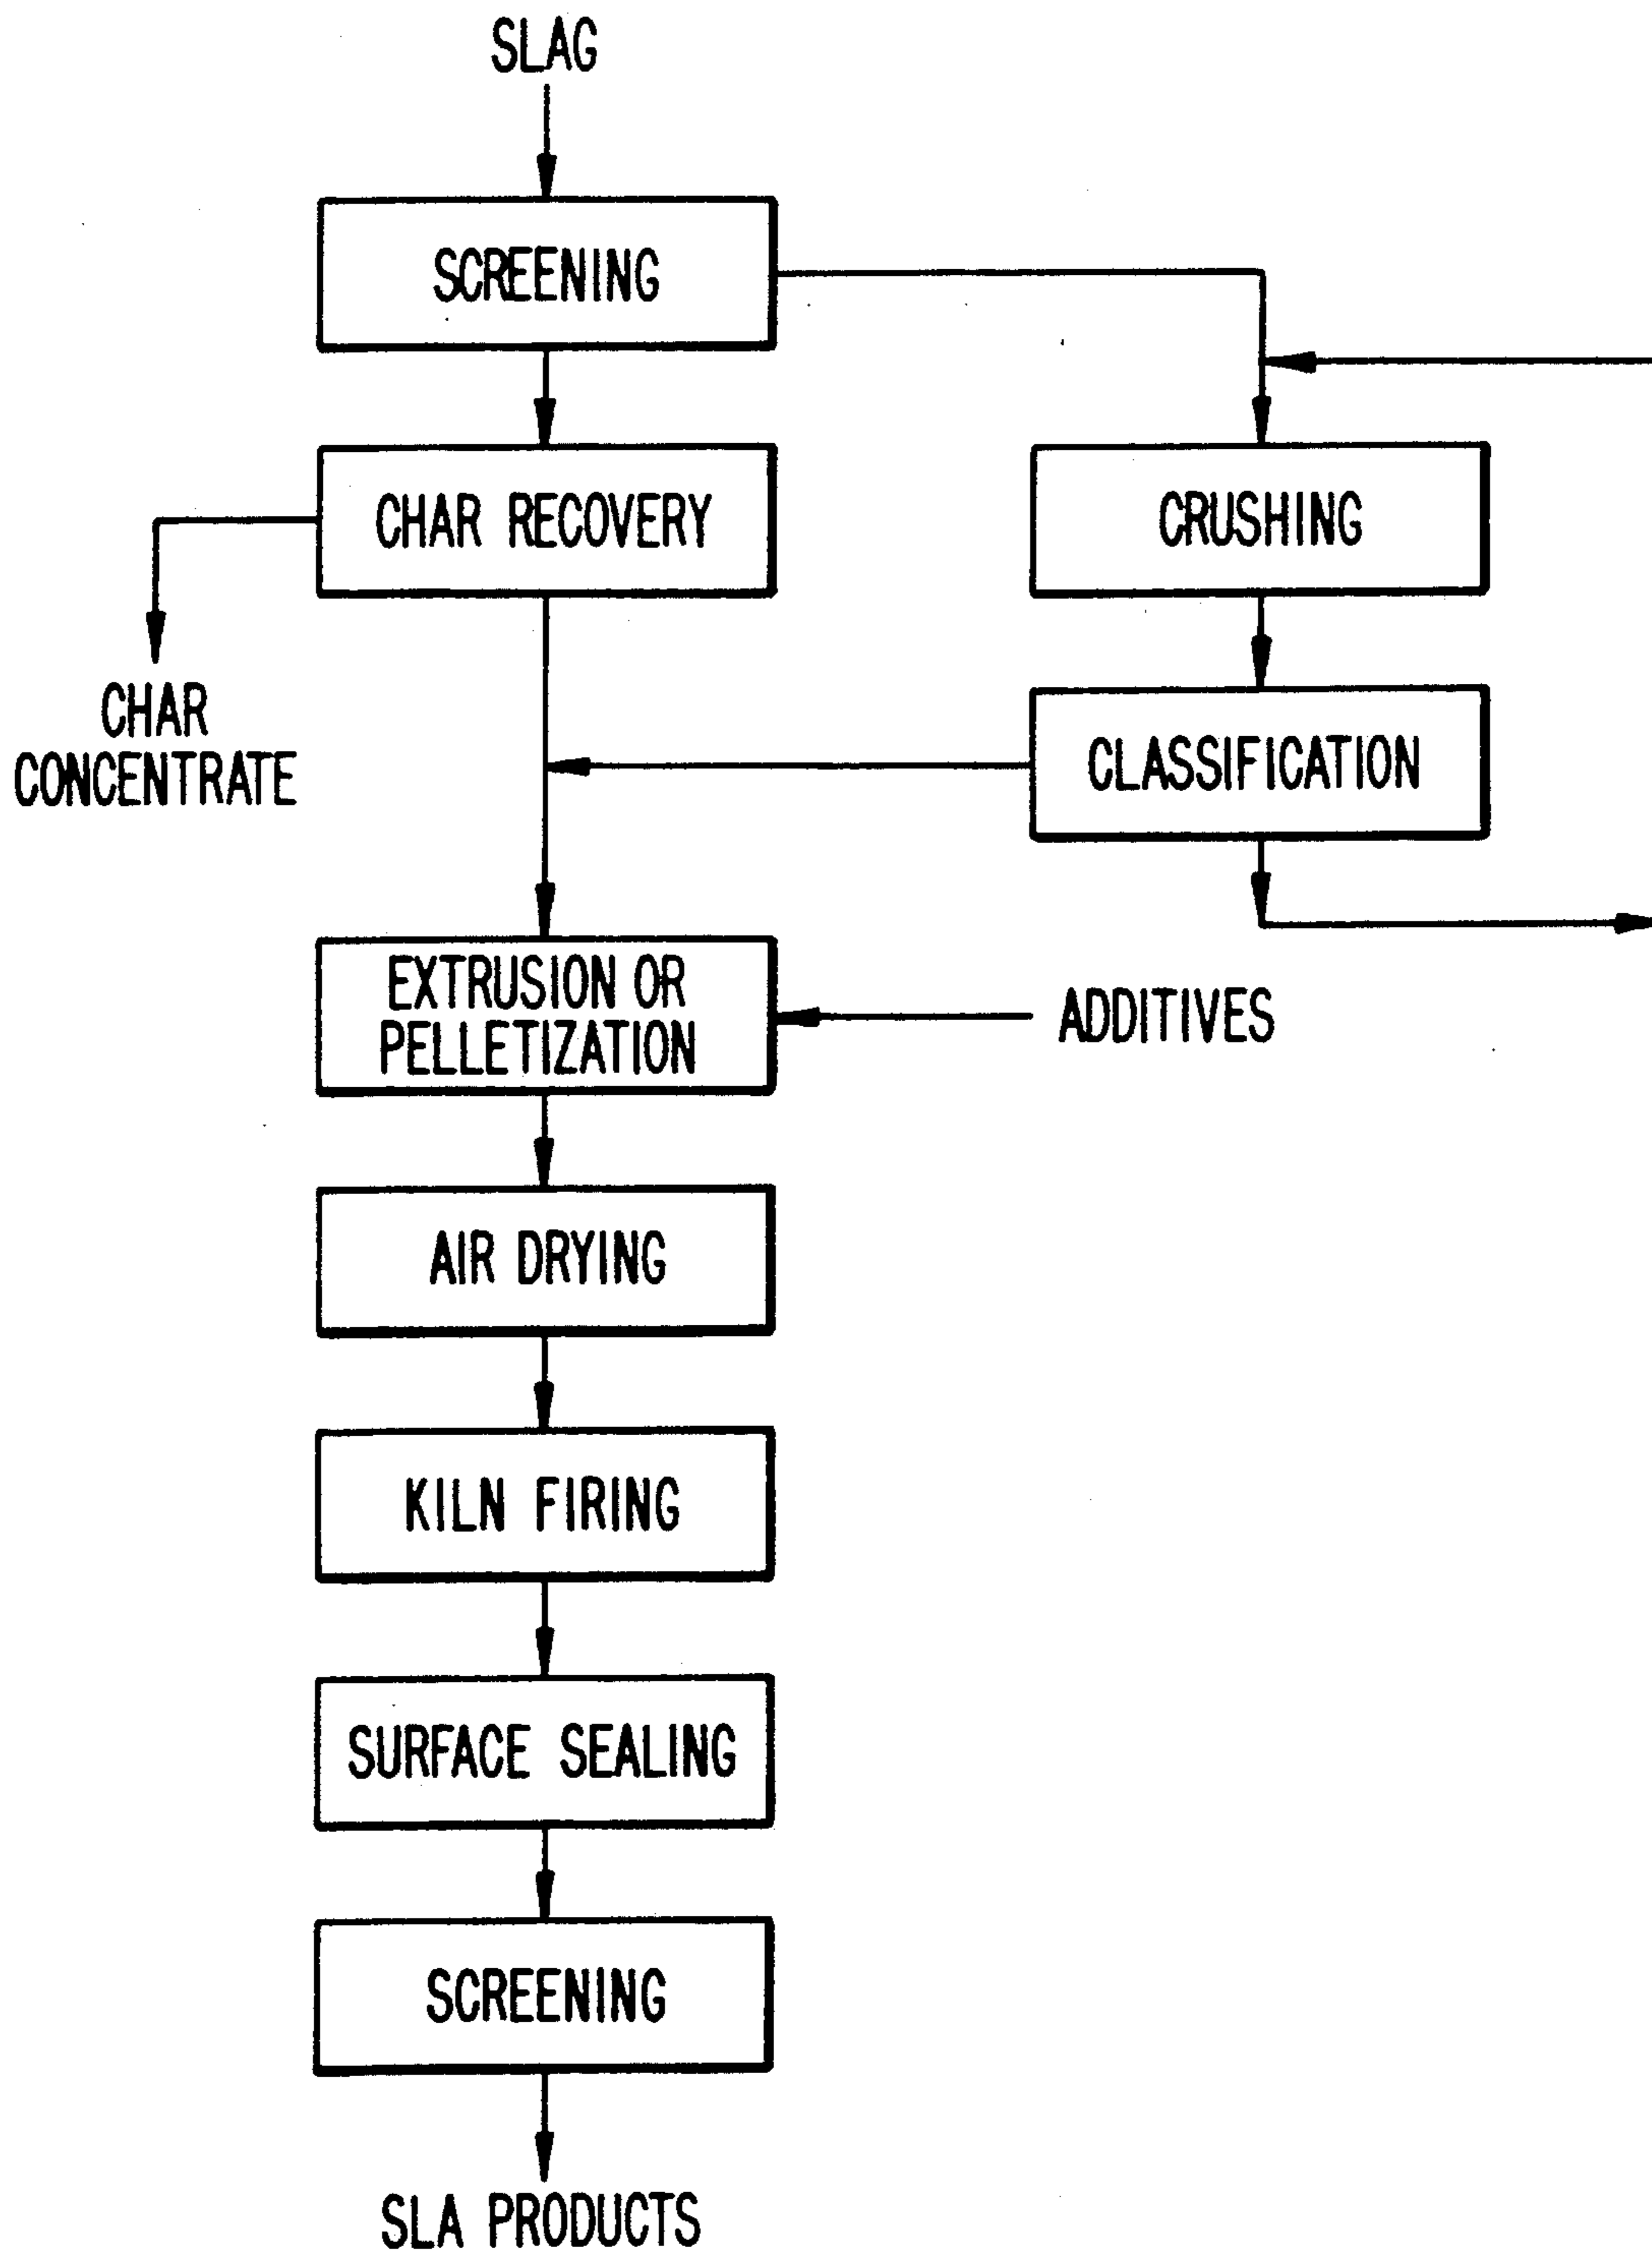 SLAG
SCREENING
CHAR RECOVERY
CRUSHING
CHAR
CONCENTRATE
CLASSIFICATION
EXTRUSION OR
PELLETIZATION
ADDITIVES
AIR DRYING
KILN FIRING
SURFACE SEALING
SCREENING
SLA PRODUCTS